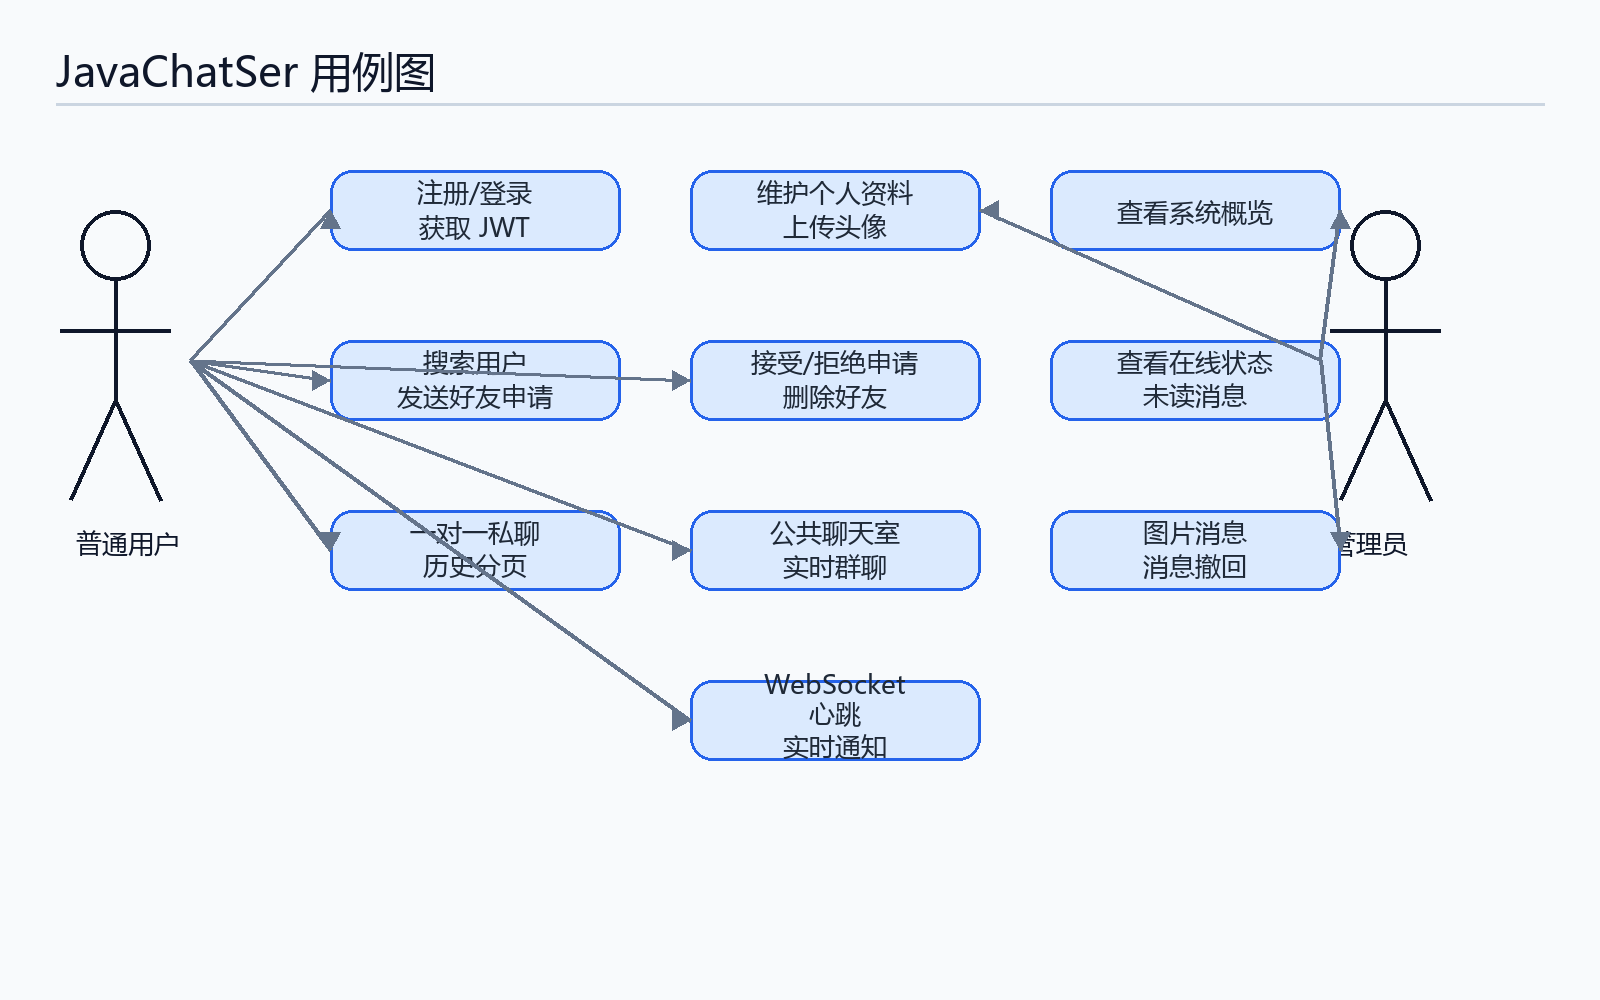 JavaChatSer 用例图
注册/登录
获取 JWT
维护个人资料
上传头像
查看系统概览
搜索用户
发送好友申请
接受/拒绝申请
删除好友
查看在线状态
未读消息
一对一私聊
历史分页
公共聊天室
实时群聊
图片消息
消息撤回
普通用户
管理员
WebSocket
心跳
实时通知